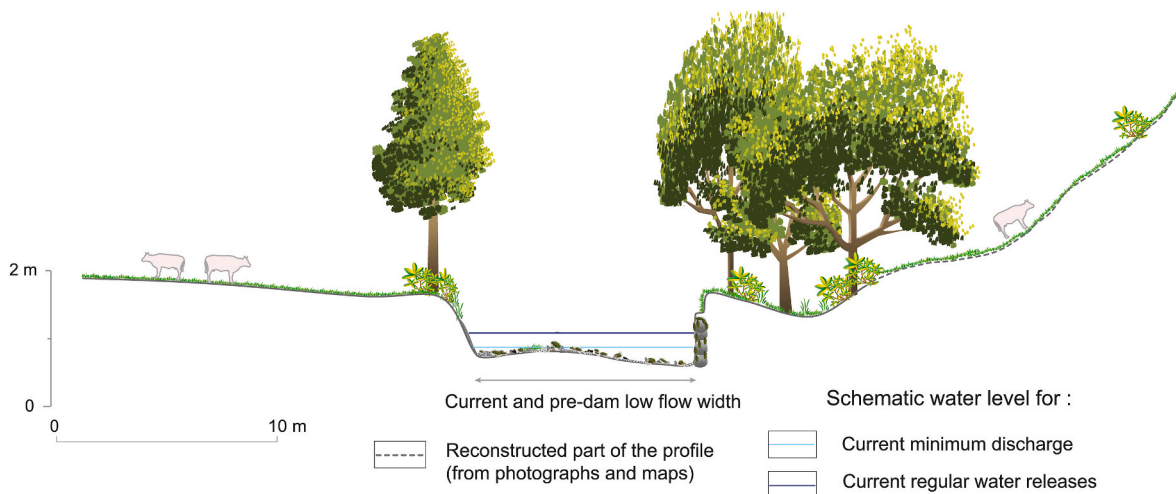 2 m
0
0
10 m
Current and pre-dam low flow width
Reconstructed part of the profile
(from photographs and maps)
Schematic water level for :
Current minimum discharge
Current regular water releases